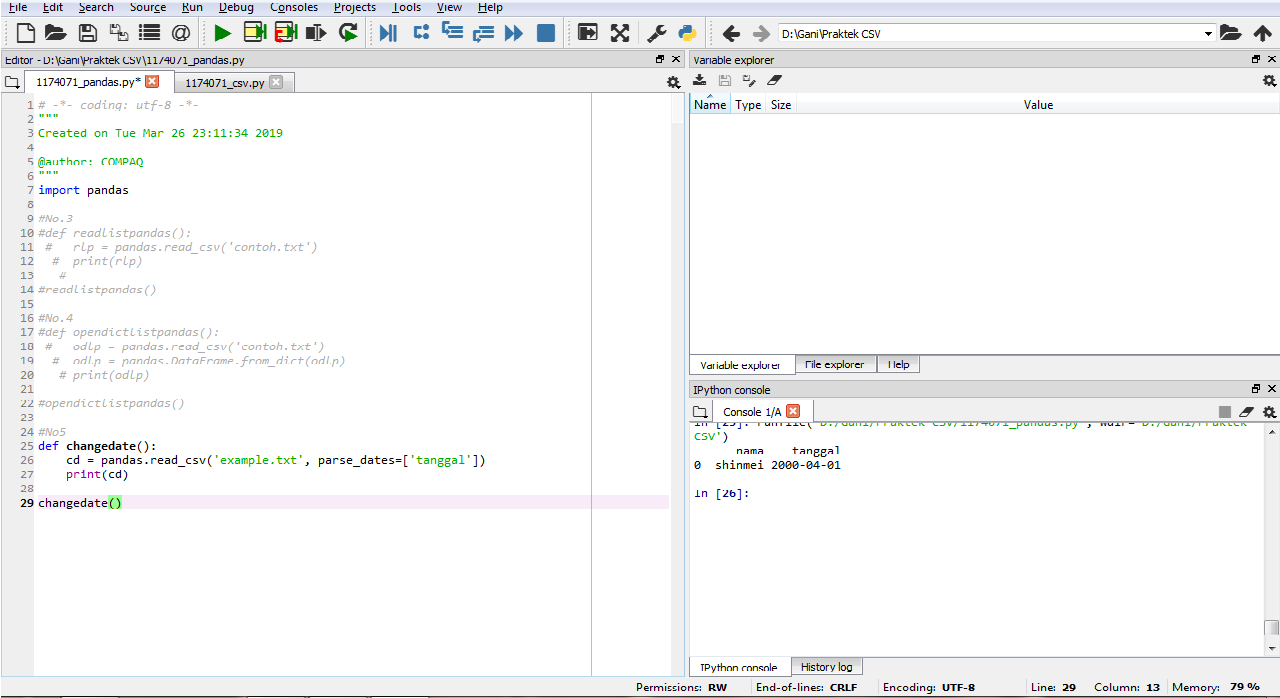 File Edit Search Source Run Debug Consoles Projects Tools View Help
D:\Gani\Praktek CSV
Editor - D:\Gani\Praktek CSV\1174071_pandas.py
1174071_pandas.py*
1174071_csv.py
1 # -*- coding: utf-8 -*-
2 """
3 Created on Tue Mar 26 23:11:34 2019
4
5 @author: COMPAQ
6 """
7 import pandas
8
9 #No.3
10 #def readlistpandas():
11 #   rlp = pandas.read_csv('contoh.txt')
12 #  print(rlp)
13 #
14 #readlistpandas()
15
16 #No.4
17 #def opendictlistpandas():
18 #   odlp = pandas.read_csv('contoh.txt')
19 #  odlp = pandas.DataFrame.from_dict(odlp)
20 # print(odlp)
21
22 #opendictlistpandas()
23
24 #No5
25 def changedate():
26     cd = pandas.read_csv('example.txt', parse_dates=['tanggal'])
27     print(cd)
28
29 changedate()
Variable explorer
Name Type Size Value
Variable explorer File explorer Help
IPython console
Console 1/A
In [25]: runfile('D:/Gani/Praktek CSV/1174071_pandas.py', wdir='D:/Gani/Praktek
CSV')
nama tanggal
0 shinmei 2000-04-01
In [26]:
IPython console History log
Permissions: RW End-of-lines: CRLF Encoding: UTF-8 Line: 29 Column: 13 Memory: 79 %